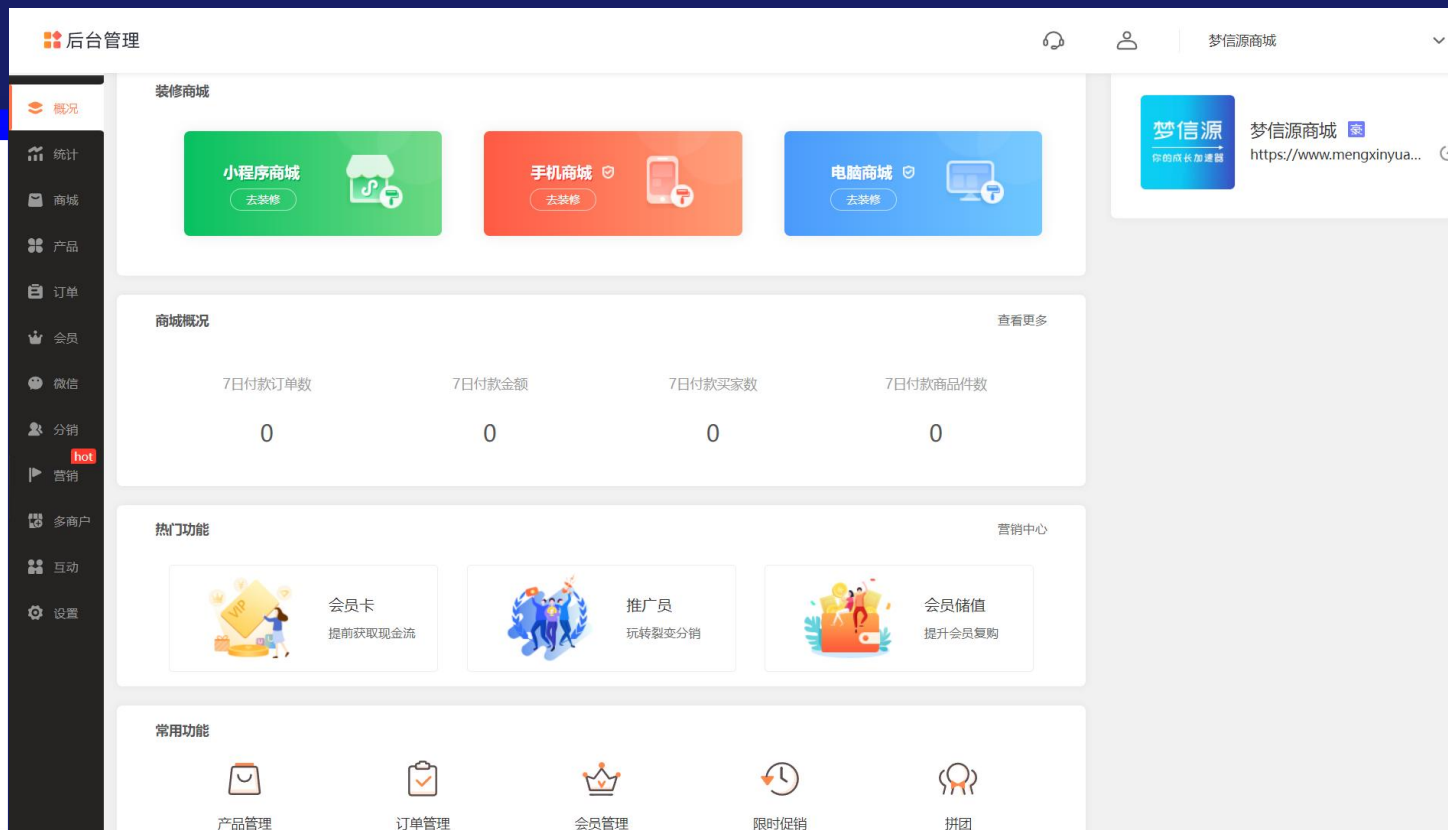 后台管理
梦信源商城
概况
统计
商城
产品
订单
会员
微信
分销
hot
营销
多商户
互动
设置
装修商城
小程序商城
去装修
手机商城
去装修
电脑商城
去装修
梦信源
你的成长加速器
梦信源商城 豪
https://www.mengxinyua...
商城概况
查看更多
7日付款订单数
7日付款金额
7日付款买家数
7日付款商品件数
0
0
0
0
热门功能
营销中心
VIP
会员卡
提前获取现金流
推广员
玩转裂变分销
会员储值
提升会员复购
常用功能
产品管理
订单管理
会员管理
限时促销
拼团